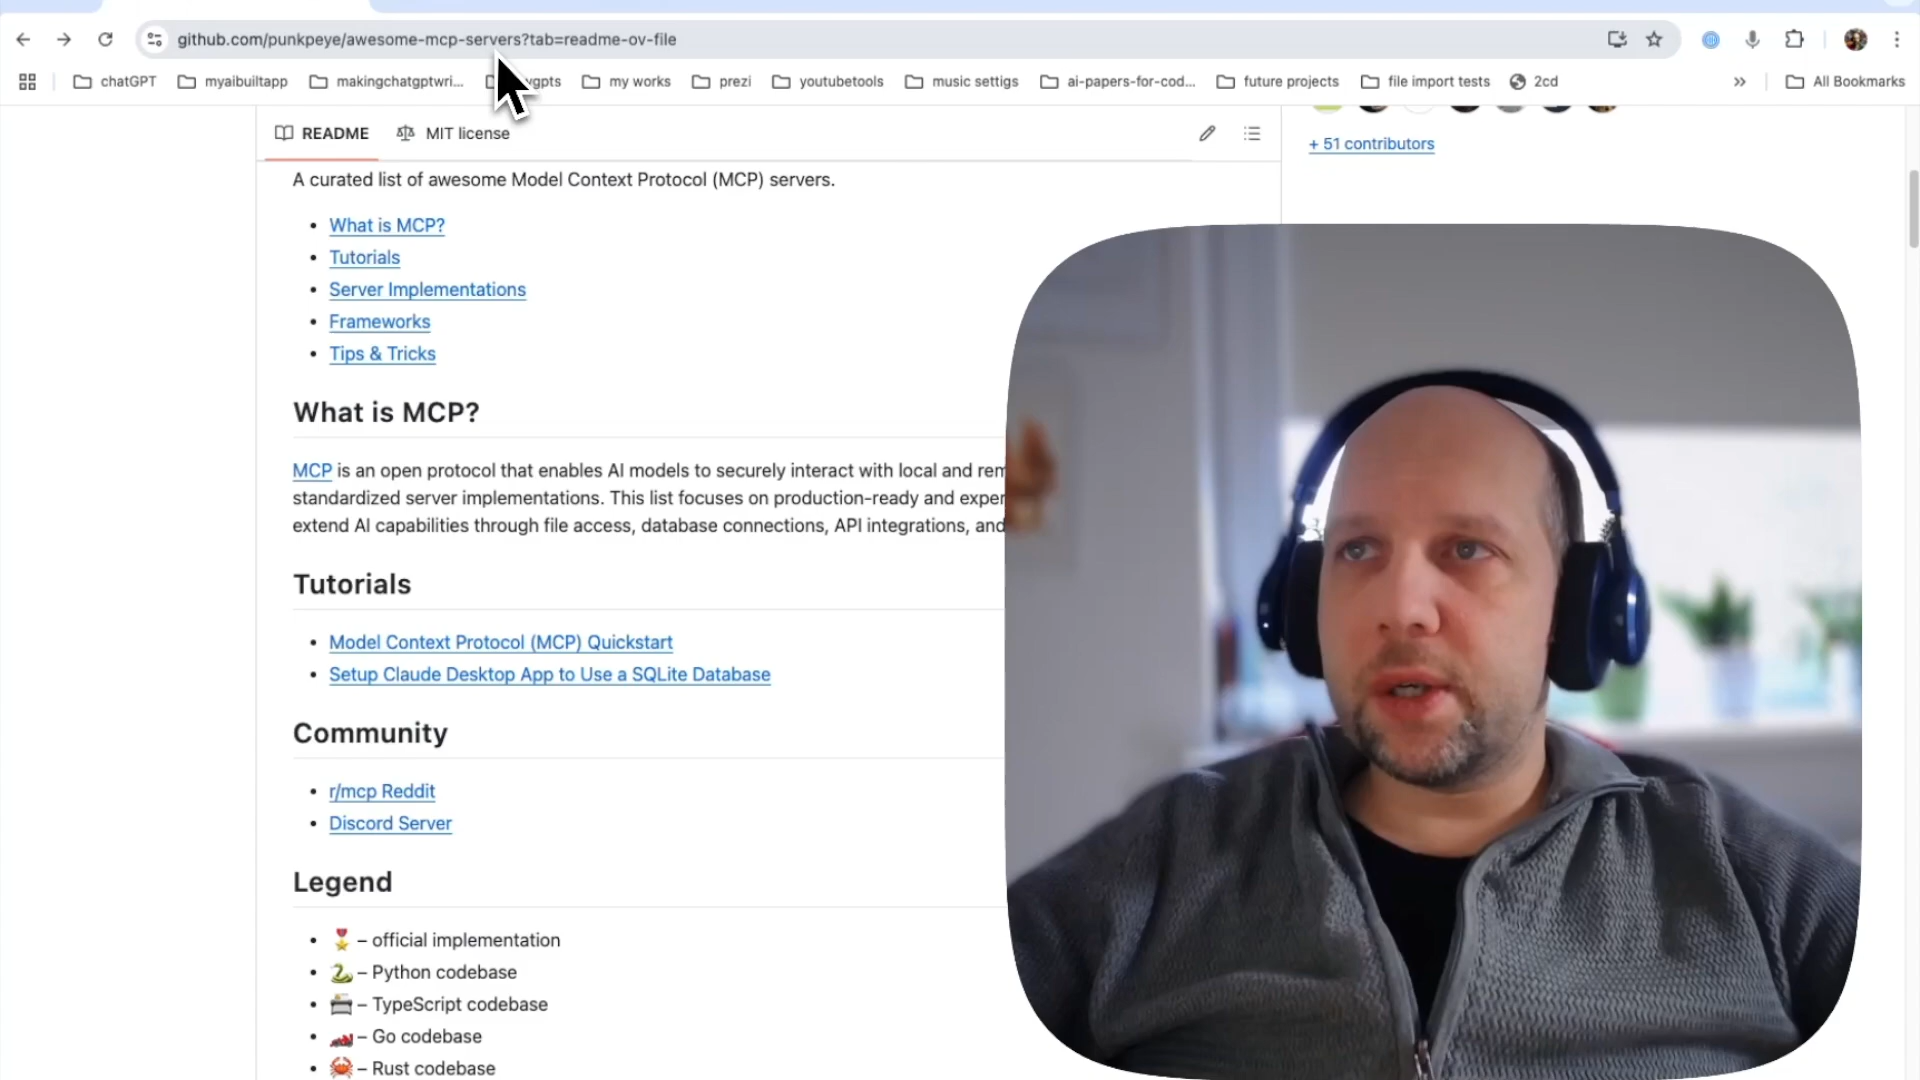 github.com/punkpeye/awesome-mcp-servers?tab=readme-ov-file
chatGPT myaibuiltapp makingchatgptwri... my works prezi youtubetools music settigs ai-papers-for-cod... future projects file import tests 2cd » All Bookmarks
README MIT license
+ 51 contributors
A curated list of awesome Model Context Protocol (MCP) servers.
• What is MCP?
• Tutorials
• Server Implementations
• Frameworks
• Tips & Tricks
What is MCP?
MCP is an open protocol that enables AI models to securely interact with local and
standardized server implementations. This list focuses on production-ready and
extend AI capabilities through file access, database connections, API integrations, and
Tutorials
• Model Context Protocol (MCP) Quickstart
• Setup Claude Desktop App to Use a SQLite Database
Community
• r/mcp Reddit
• Discord Server
Legend
• – official implementation
• – Python codebase
• – TypeScript codebase
• – Go codebase
• – Rust codebase